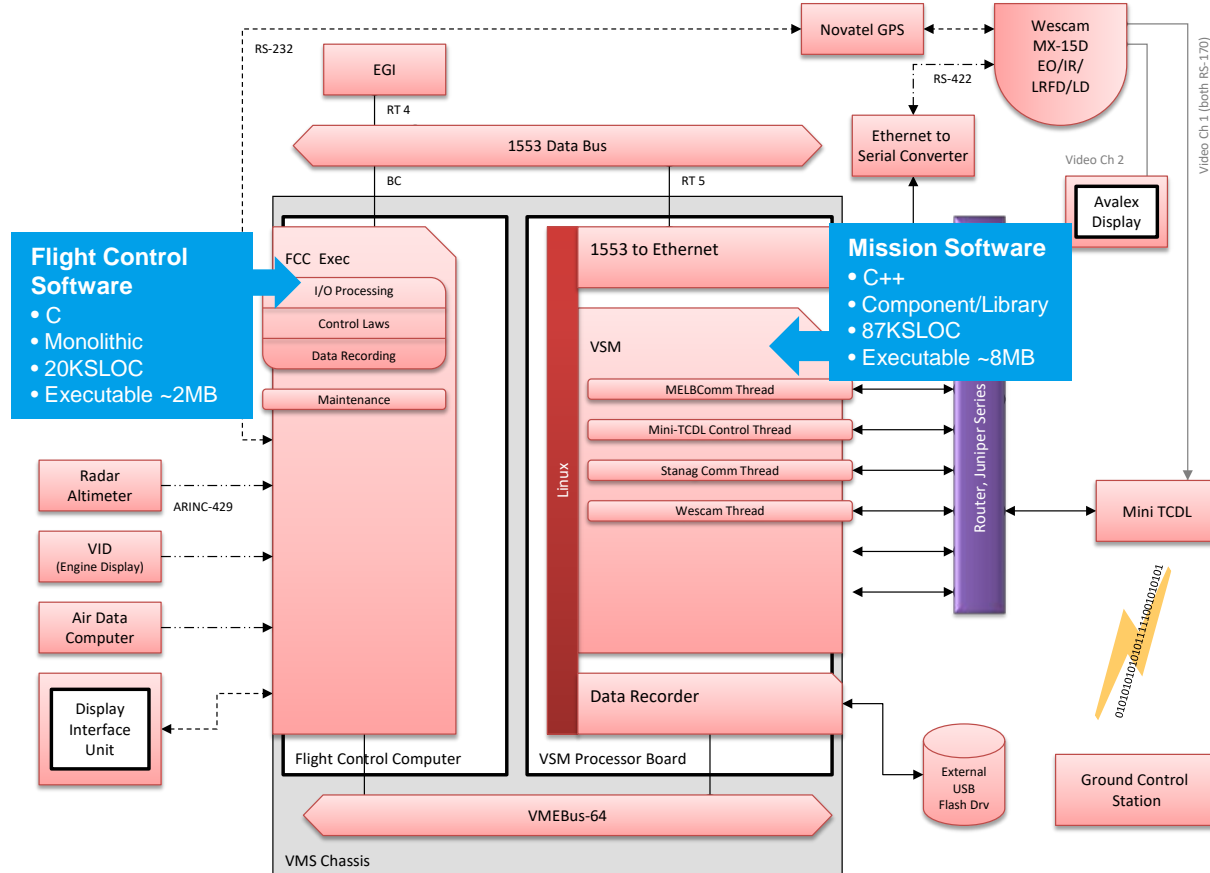 Novatel GPS
Wescam
MX-15D
EO/IR/
LRFD/LD
RS-232
EGI
RS-422
Video Ch 1 (both RS-170)
RT 4
1553 Data Bus
Ethernet to
Serial Converter
Video Ch 2
BC
RT 5
Avalex
Display
Flight Control
Software
• C
• Monolithic
• 20KSLOC
• Executable ~2MB
FCC Exec
I/O Processing
Control Laws
Data Recording
Maintenance
1553 to Ethernet
Mission Software
• C++
• Component/Library
• 87KSLOC
• Executable ~8MB
VSM
MELBComm Thread
Mini-TCDL Control Thread
Stanag Comm Thread
Wescam Thread
Linux
Router, Juniper Series
Radar
Altimeter
ARINC-429
VID
(Engine Display)
Air Data
Computer
Display
Interface
Unit
Mini TCDL
010101010101011111100101010101
Data Recorder
Flight Control Computer
VSM Processor Board
External
USB
Flash Drv
Ground Control
Station
VMEBus-64
VMS Chassis